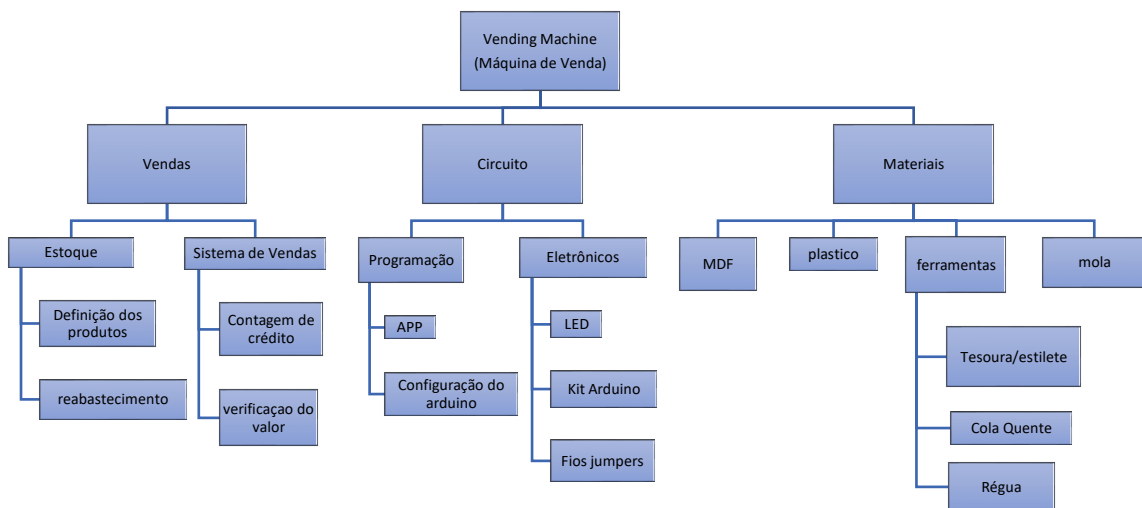 Vending Machine
(Máquina de Venda)
Vendas
Circuito
Materiais
Estoque
Sistema de Vendas
Programação
Eletrônicos
MDF
plastico
ferramentas
mola
Definição dos
produtos
Contagem de
crédito
APP
LED
Tesoura/estilete
reabastecimento
verificaçao do
valor
Configuração do
arduino
Kit Arduino
Cola Quente
Fios jumpers
Régua